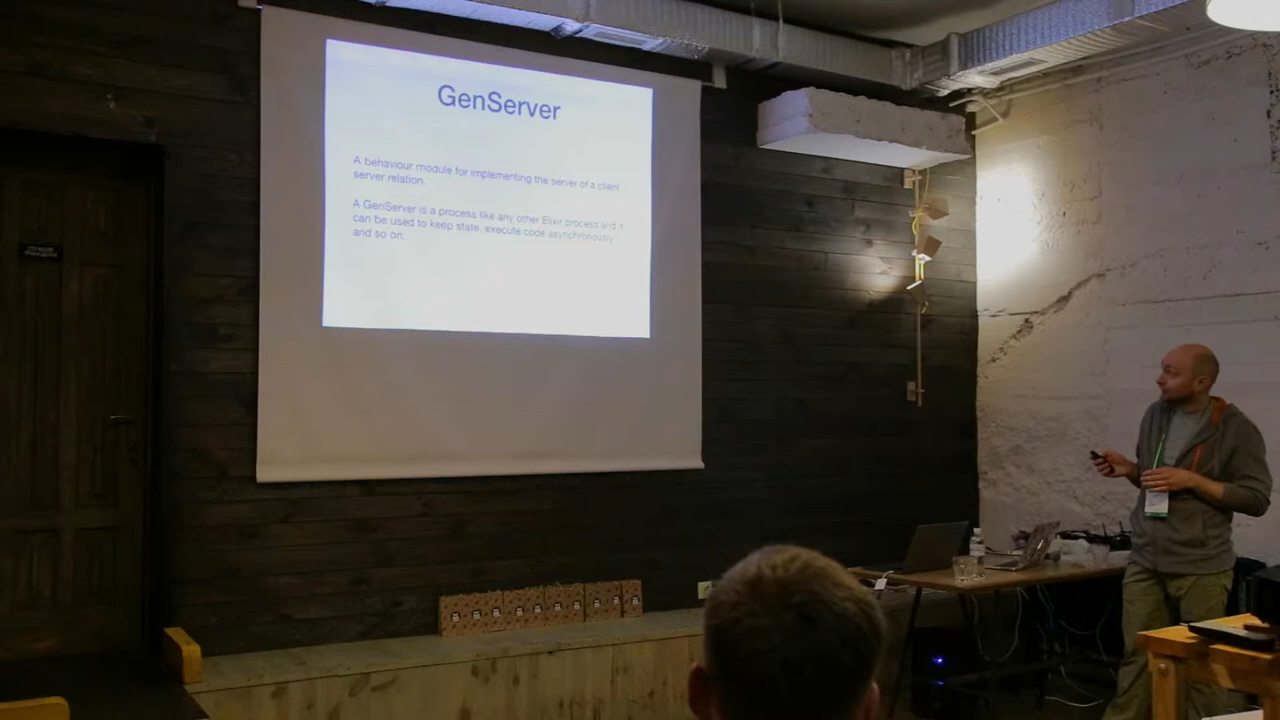 GenServer
A behaviour module for implementing the server of a client
server relation.
A GenServer is a process like any other Elixir process and it
can be used to keep state, execute code asynchronously
and so on.